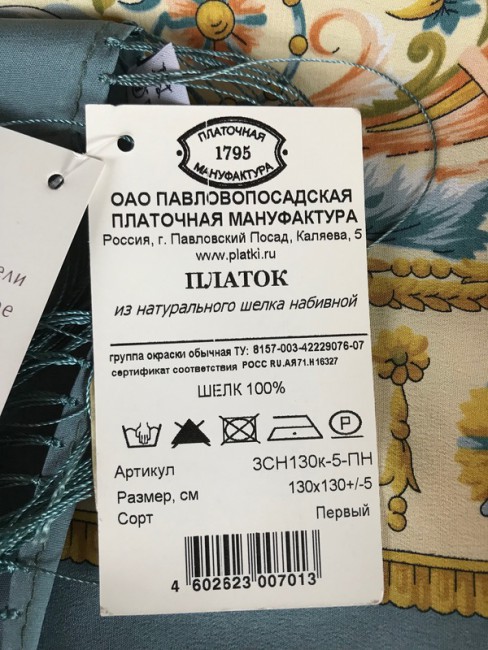 ПЛАТОЧНАЯ
1795
МАНУФАКТУРА
ОАО ПАВЛОВОПОСАДСКАЯ
ПЛАТОЧНАЯ МАНУФАКТУРА
Россия, г. Павловский Посад, Каляева, 5
www.platki.ru
ПЛАТОК
из натурального шелка набивной
группа окраски обычная ТУ: 8157-003-42229076-07
сертификат соответствия РОСС RU.АЯ71.Н16327
ШЕЛК 100%
P
Артикул 3СН130к-5-ПН
Размер, см 130х130+/-5
Сорт Первый
4 602623 007013